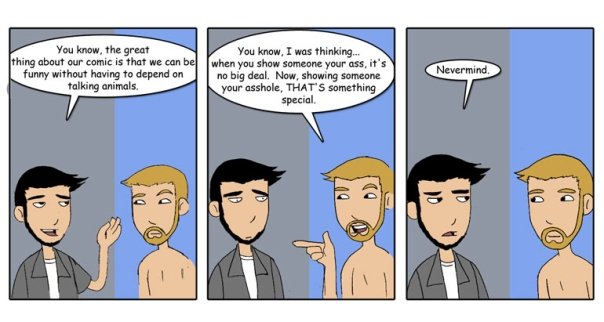 You know, the great
thing about our comic is that we can be
funny without having to depend on
talking animals.
You know, I was thinking...
when you show someone your ass, it's
no big deal. Now, showing someone
your asshole, THAT'S something
special.
Nevermind.